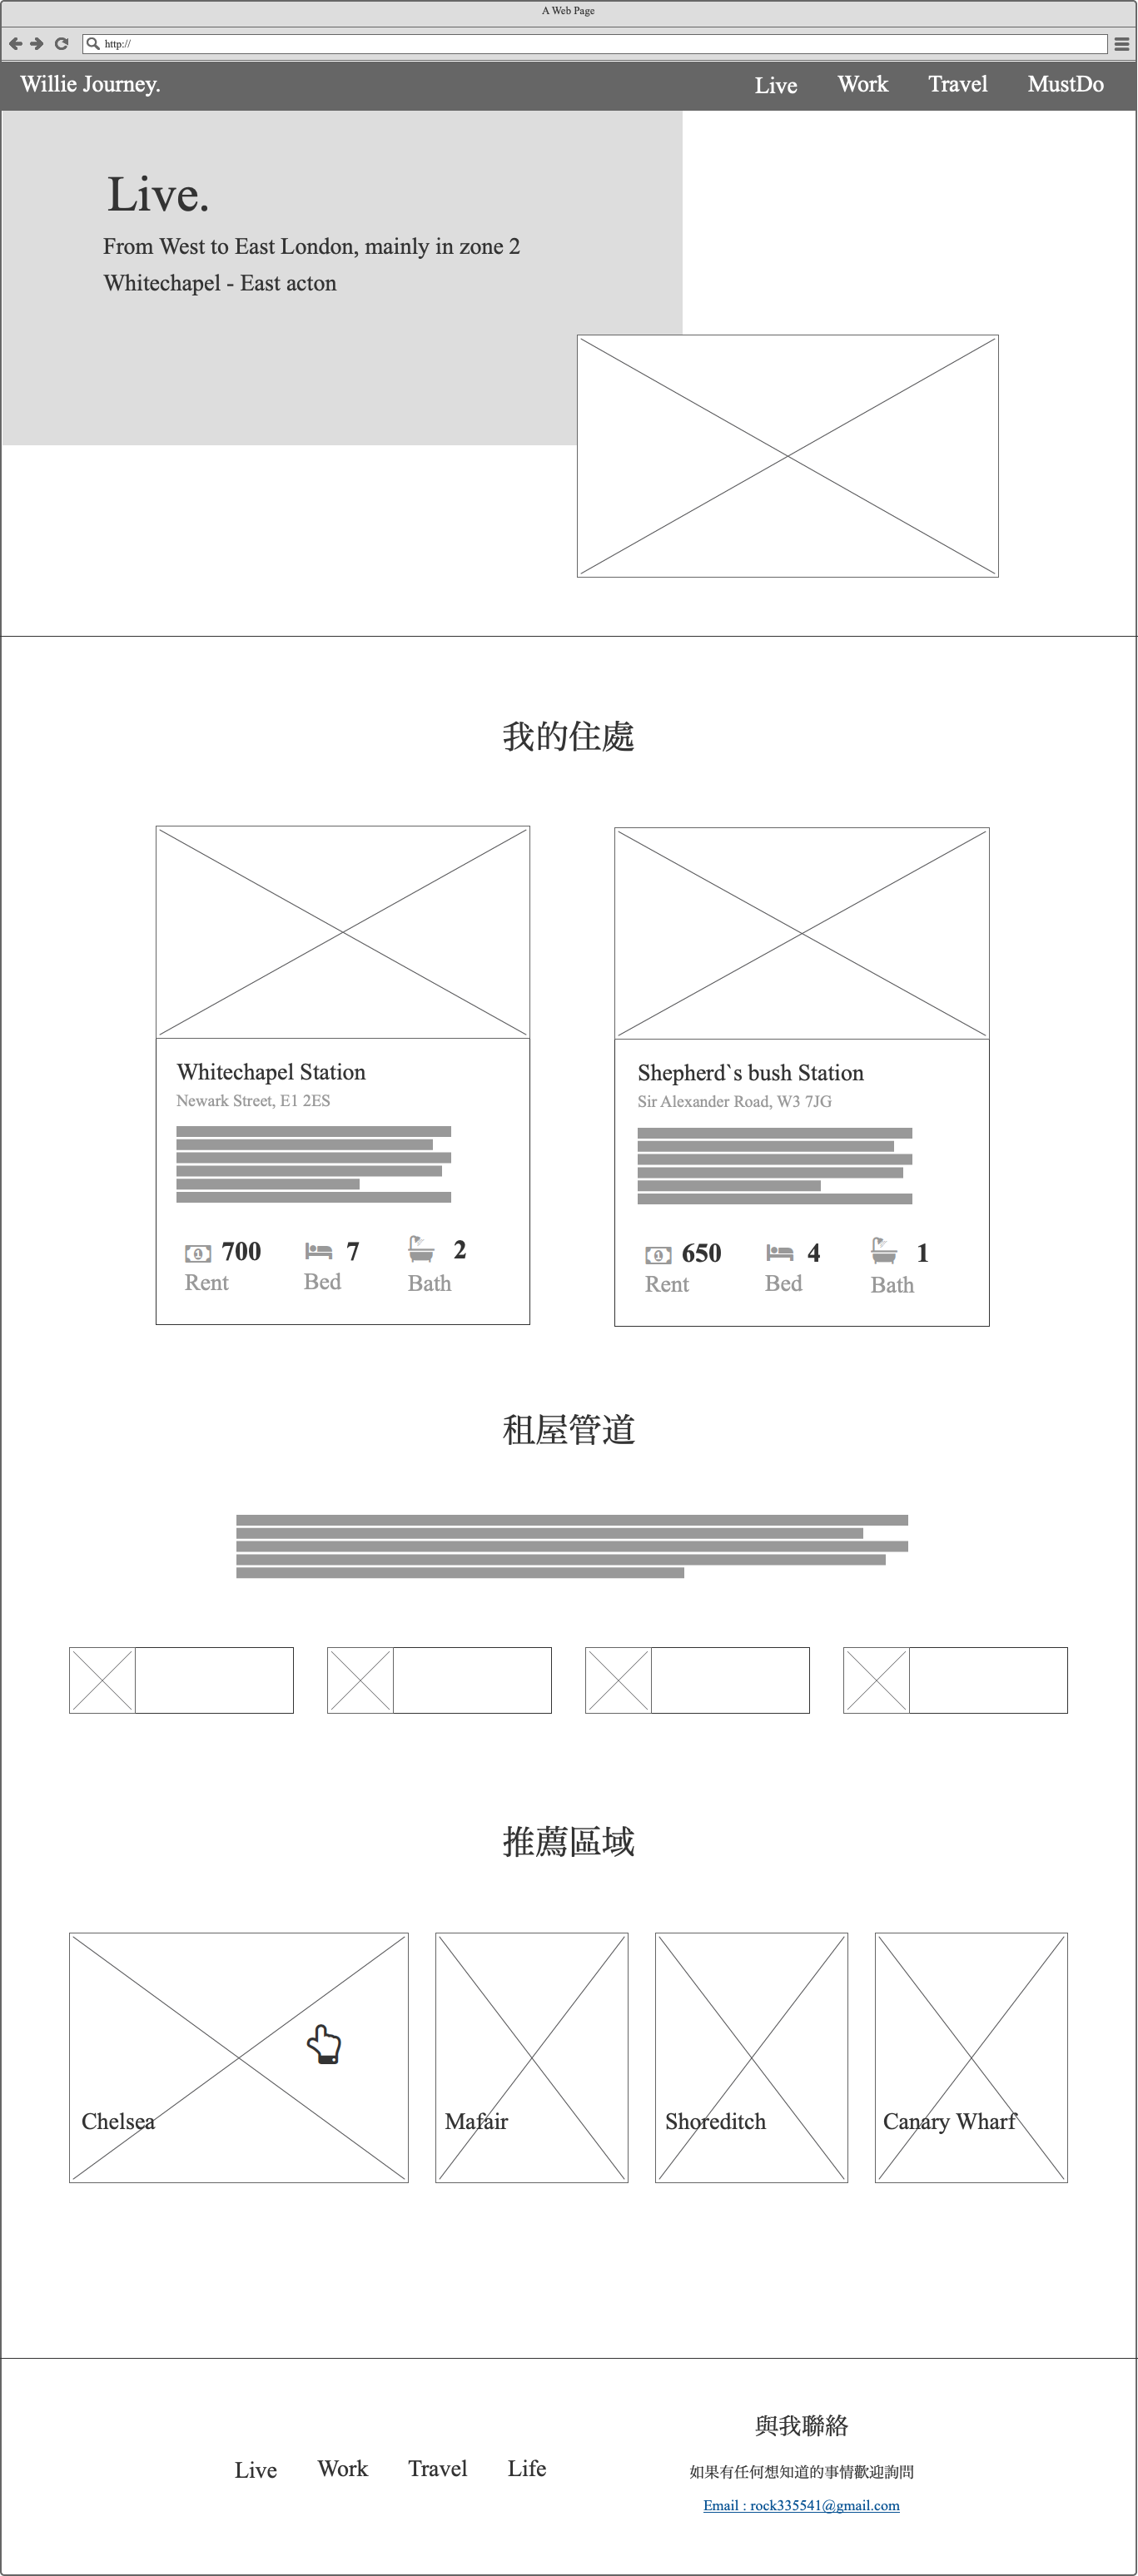 A Web Page
http://
Willie Journey.
Live Work Travel MustDo
Live.
From West to East London, mainly in zone 2
Whitechapel - East acton
我的住處
Whitechapel Station
Newark Street, E1 2ES
700 7 2
Rent Bed Bath
Shepherd`s bush Station
Sir Alexander Road, W3 7JG
650 4 1
Rent Bed Bath
租屋管道
推薦區域
Chelsea
Mafair
Shoreditch
Canary Wharf
Live Work Travel Life
與我聯絡
如果有任何想知道的事情歡迎詢問
Email : rock335541@gmail.com